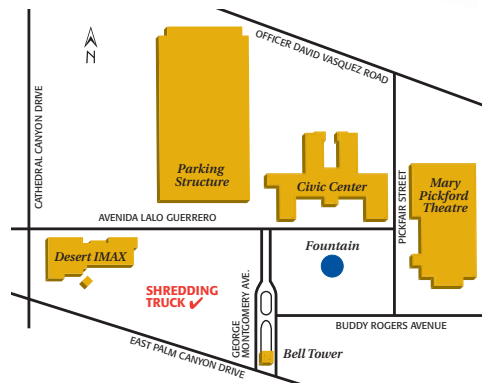 OFFICER DAVID VASQUEZ ROAD
N
CATHEDRAL CANYON DRIVE
Parking
Structure
Civic Center
PICKFAIR STREET
Mary
Pickford
Theatre
AVENIDA LALO GUERRERO
Desert IMAX
Fountain
SHREDDING
TRUCK ✓
GEORGE
MONTGOMERY AVE.
BUDDY ROGERS AVENUE
EAST PALM CANYON DRIVE
Bell Tower